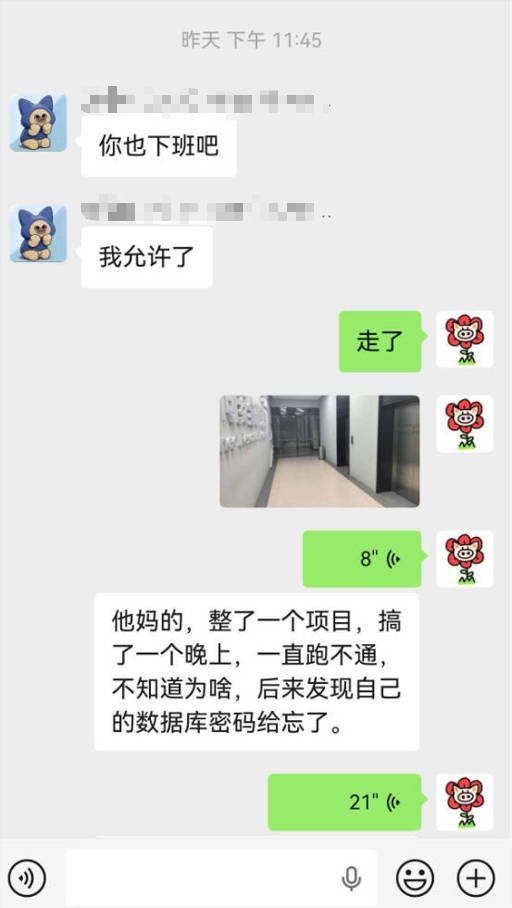 昨天 下午 11:45
你也下班吧
我允许了
走了
8"
他妈的，整了一个项目，搞
了一个晚上，一直跑不通，
不知道为啥，后来发现自己
的数据库密码给忘了。
21"